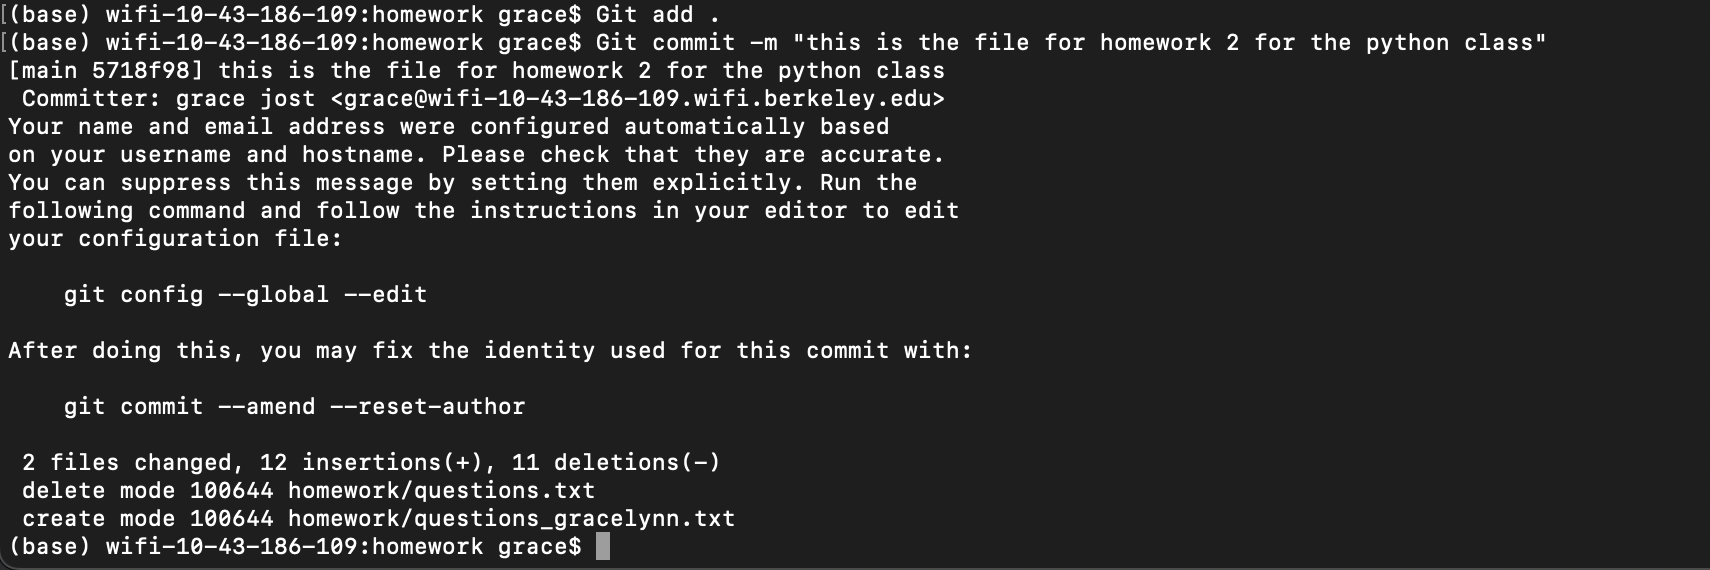 [(base) wifi-10-43-186-109:homework grace$ Git add .
[(base) wifi-10-43-186-109:homework grace$ Git commit -m "this is the file for homework 2 for the python class"
[main 5718f98] this is the file for homework 2 for the python class
 Committer: grace jost <grace@wifi-10-43-186-109.wifi.berkeley.edu>
Your name and email address were configured automatically based
on your username and hostname. Please check that they are accurate.
You can suppress this message by setting them explicitly. Run the
following command and follow the instructions in your editor to edit
your configuration file:

    git config --global --edit

After doing this, you may fix the identity used for this commit with:

    git commit --amend --reset-author

 2 files changed, 12 insertions(+), 11 deletions(-)
 delete mode 100644 homework/questions.txt
 create mode 100644 homework/questions_gracelynn.txt
(base) wifi-10-43-186-109:homework grace$